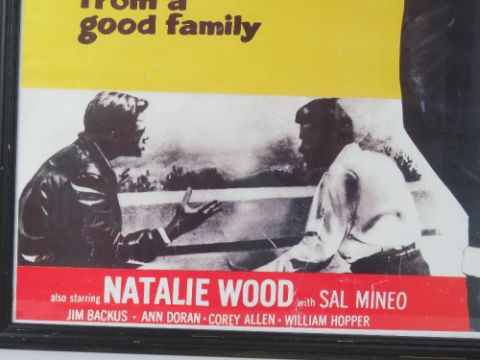 from a
good family
also starring NATALIE WOOD with SAL MINEO
JIM BACKUS • ANN DORAN • COREY ALLEN • WILLIAM HOPPER